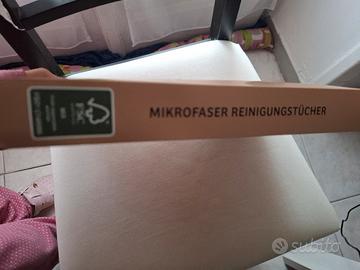 MIKROFASER REINIGUNGSTÜCHER
FSC
subito